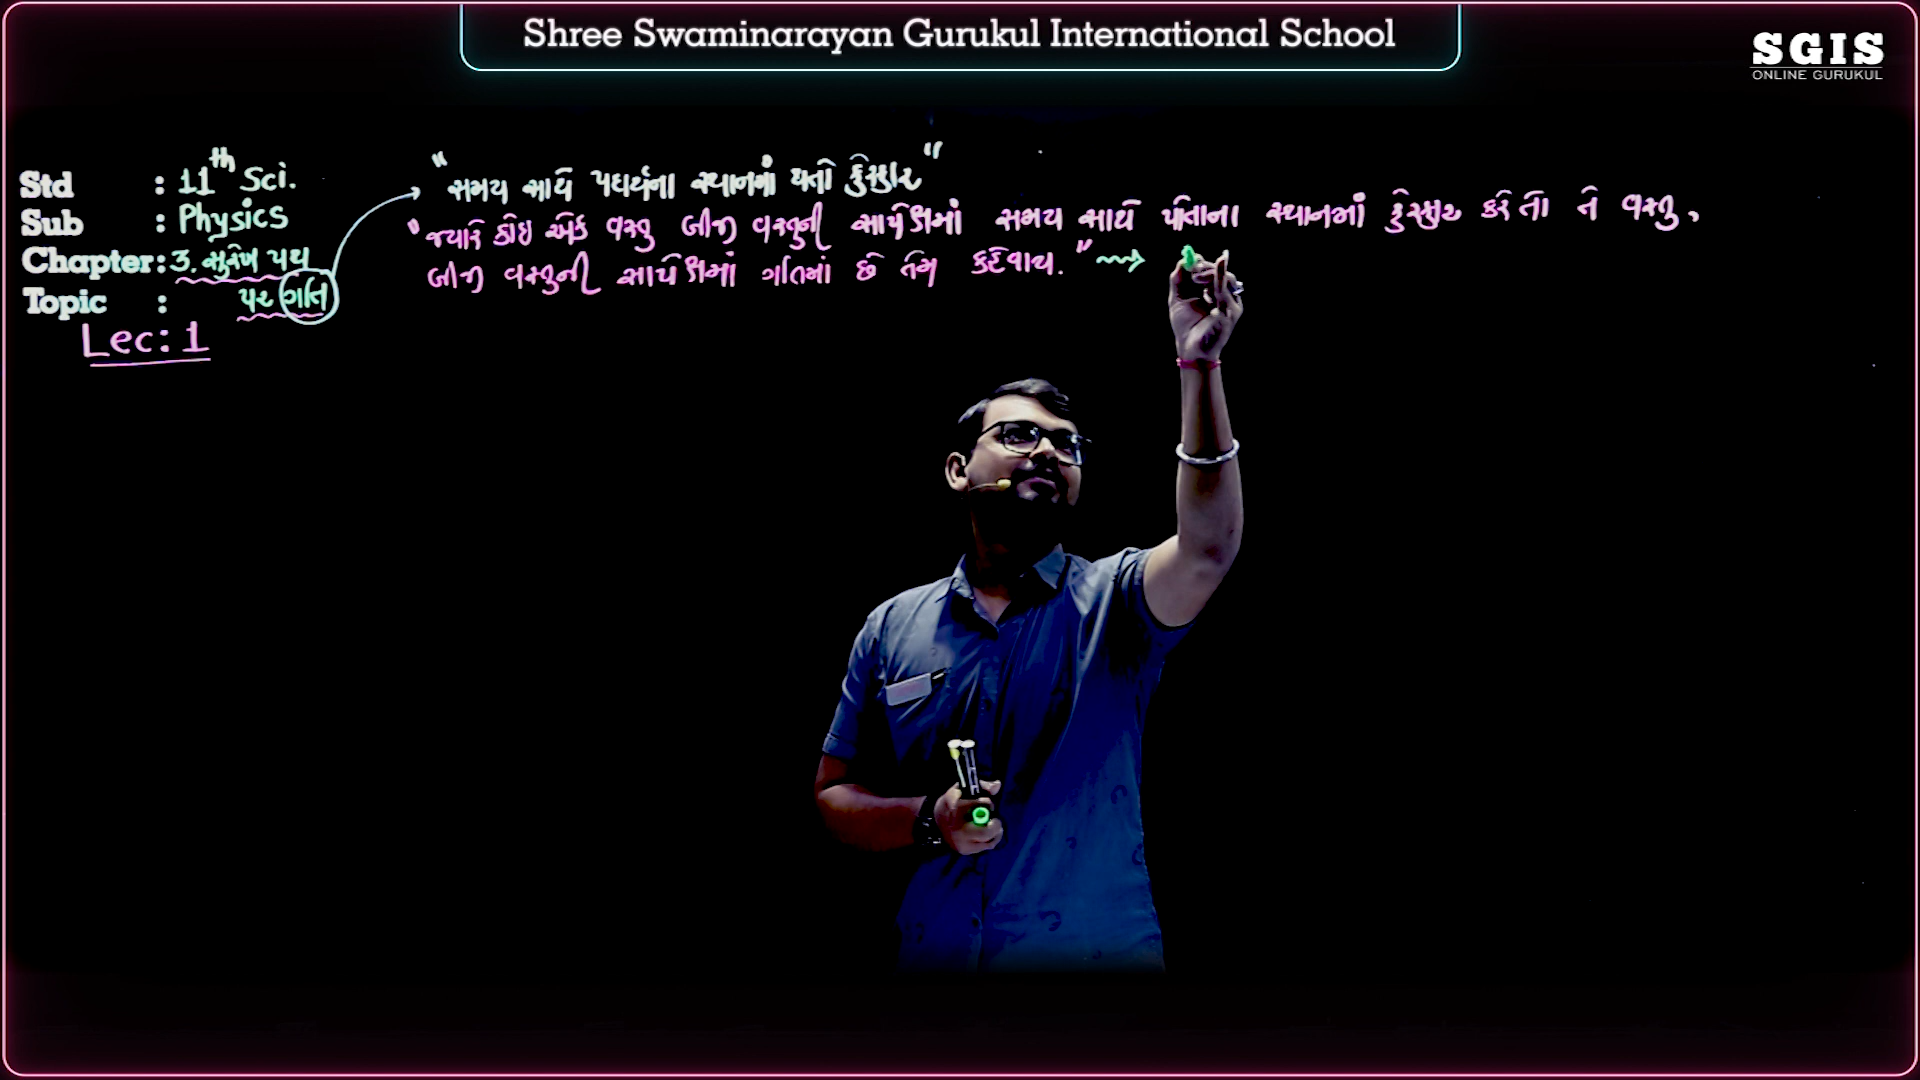 Shree Swaminarayan Gurukul International School
SGIS
ONLINE GURUKUL
Std : 11th Sci.
Sub : Physics
Chapter: 3. સુરેખ પથ
Topic : પર ગતિ
Lec: 1
"સમય સાથે પદાર્થના સ્થાનમાં થતો ફેરફાર"
"જ્યારે કોઇ એક વસ્તુ બીજી વસ્તુની સાપેક્ષમાં સમય સાથે પોતાના સ્થાનમાં ફેરફાર કરે તો તે વસ્તુ,
બીજી વસ્તુની સાપેક્ષમાં ગતિમાં છે તેમ કહેવાય."